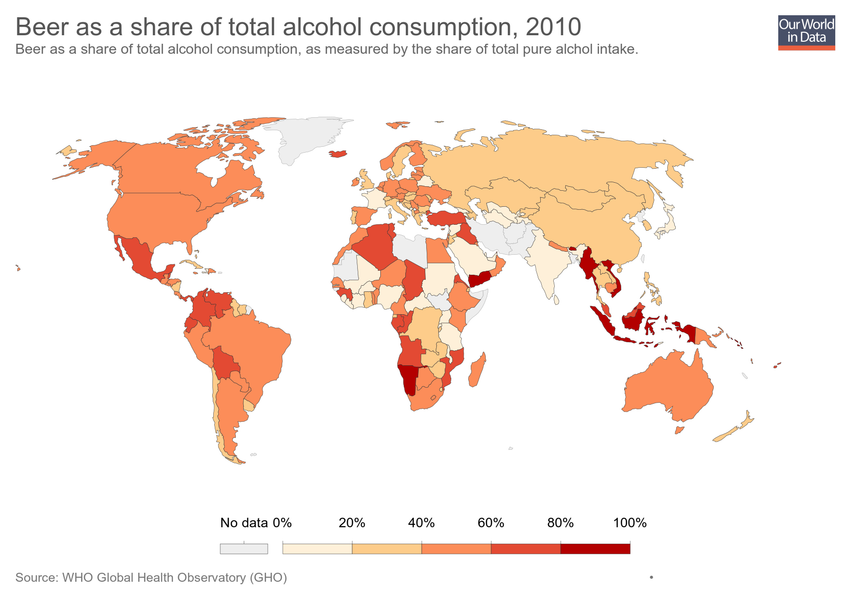 Beer as a share of total alcohol consumption, 2010
Our World
in Data
Beer as a share of total alcohol consumption, as measured by the share of total pure alchol intake.
No data 0% 20% 40% 60% 80% 100%
Source: WHO Global Health Observatory (GHO)